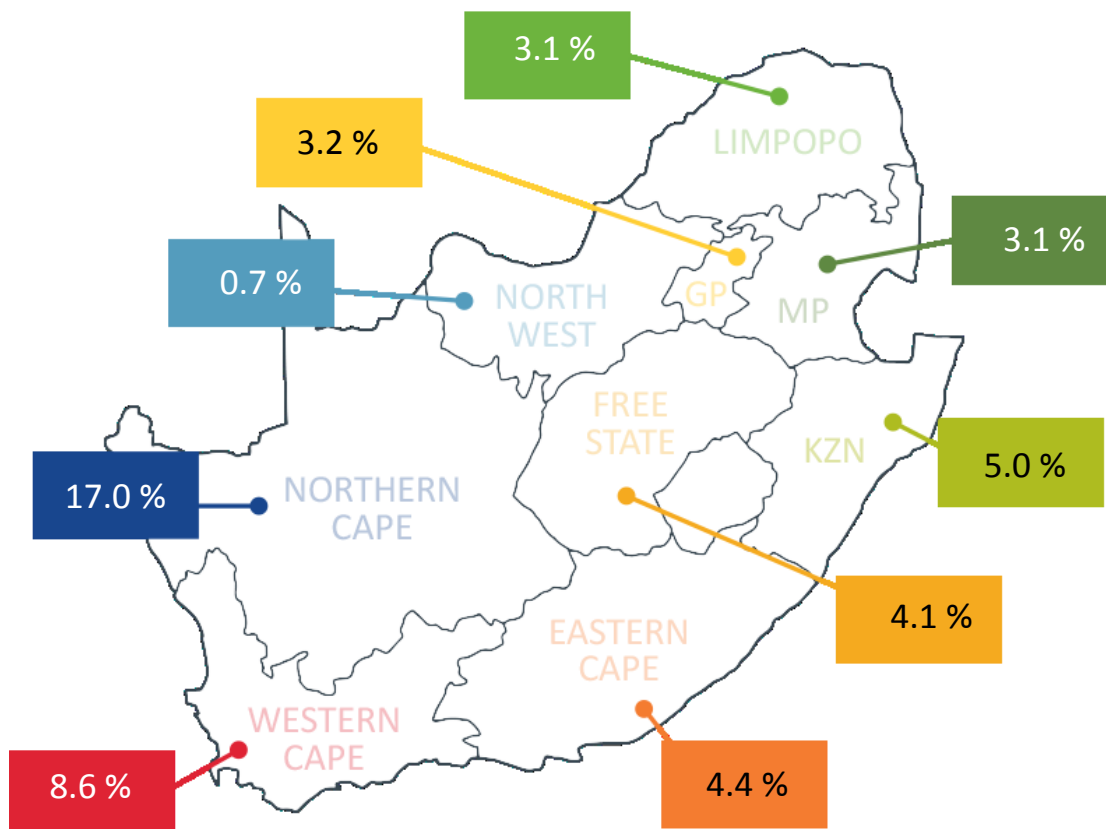 3.1 %
LIMPOPO
3.2 %
3.1 %
0.7 %
NORTH
WEST
GP
MP
FREE
STATE
KZN
5.0 %
17.0 %
NORTHERN
CAPE
4.1 %
EASTERN
CAPE
WESTERN
CAPE
8.6 %
4.4 %